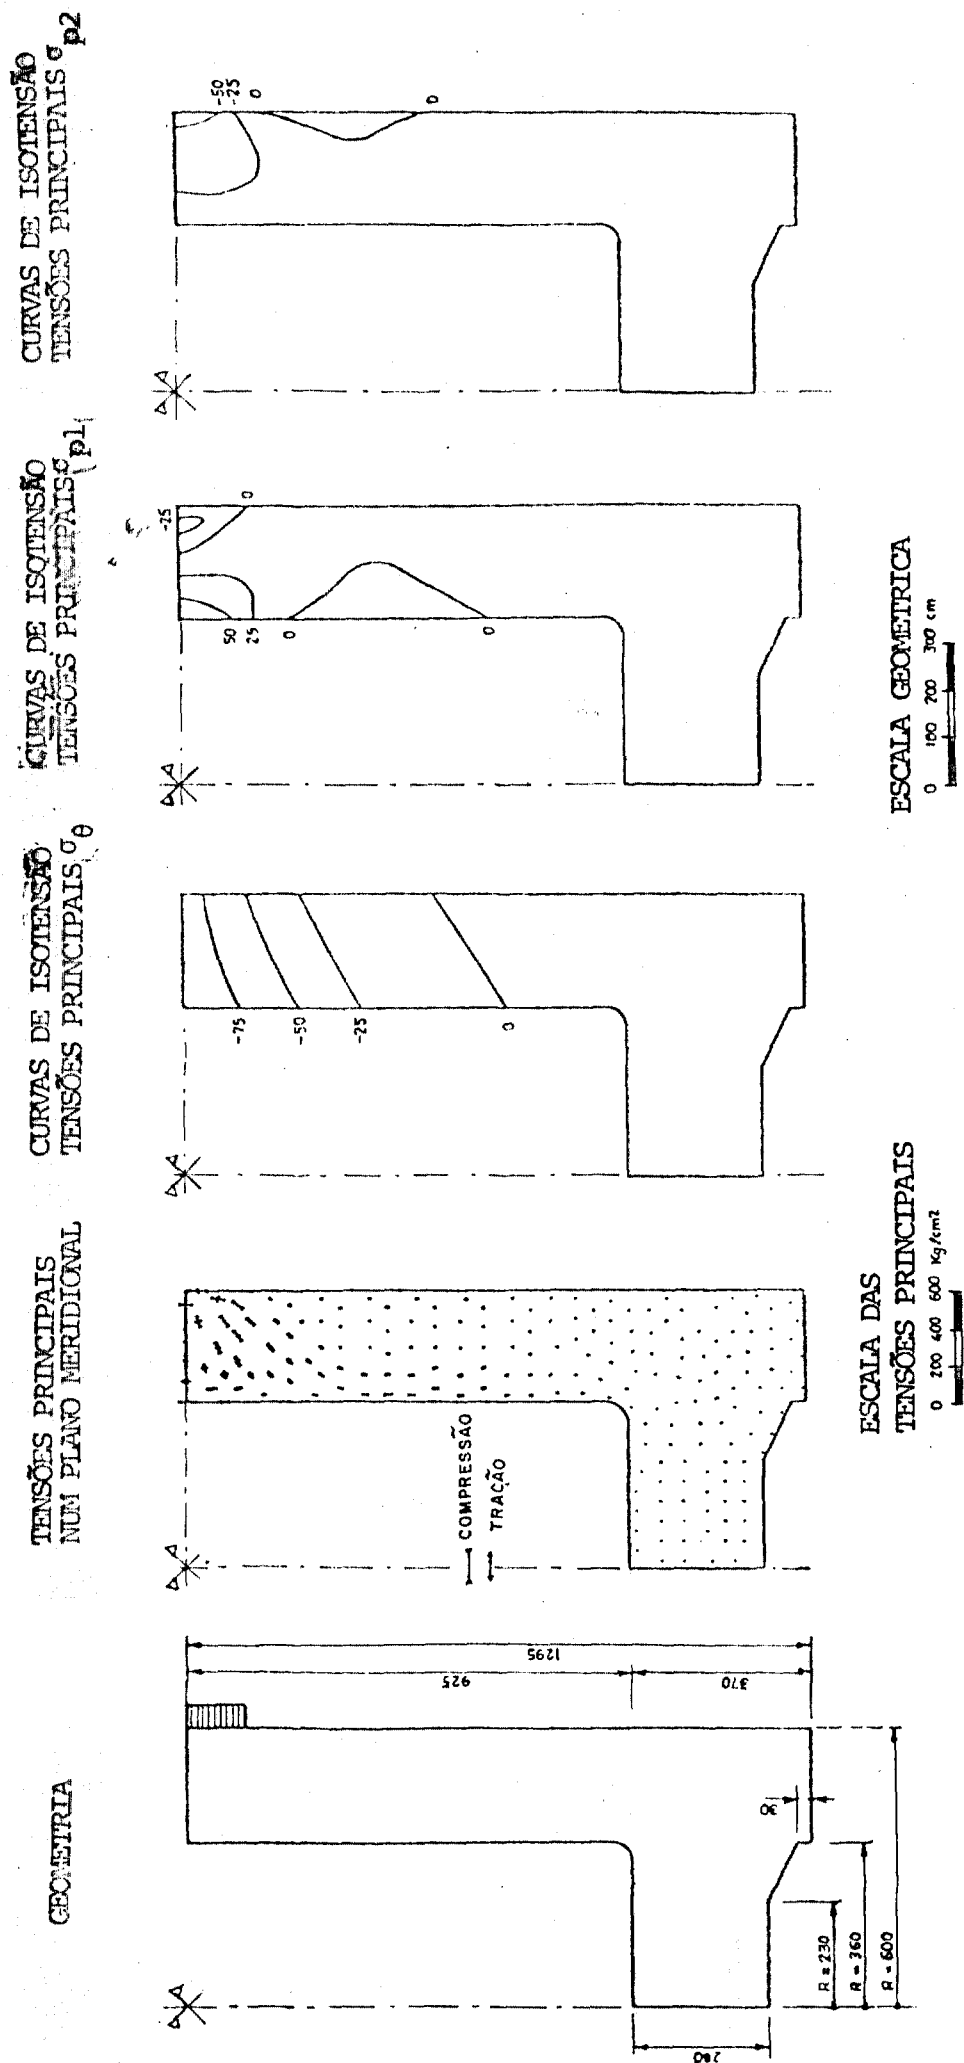 GEOMETRIA
TENSÕES PRINCIPAIS
NUM PLANO MERIDIONAL
CURVAS DE ISOTENSÃO
TENSÕES PRINCIPAIS σθ
CURVAS DE ISOTENSÃO
TENSÕES PRINCIPAIS σp1
CURVAS DE ISOTENSÃO
TENSÕES PRINCIPAIS σp2
1295
925
370
30
280
R = 230
R = 360
R = 600
COMPRESSÃO
TRAÇÃO
-75
-50
-25
0
50
25
0
0
-25
0
-50
-25
0
0
ESCALA DAS
TENSÕES PRINCIPAIS
0 200 400 600 Kg/cm2
ESCALA GEOMETRICA
0 100 200 300 cm